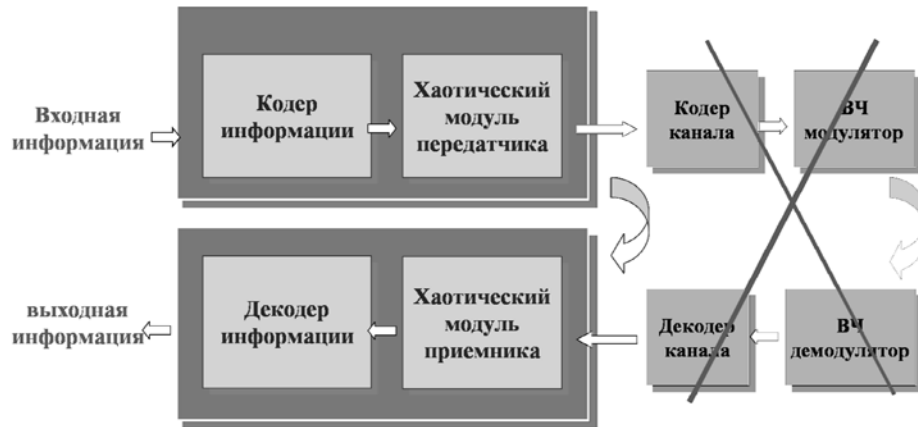 Входная
информация
Кодер
информации
Хаотический
модуль
передатчика
Кодер
канала
ВЧ
модулятор
выходная
информация
Декодер
информации
Хаотический
модуль
приемника
Декодер
канала
ВЧ
демодулятор